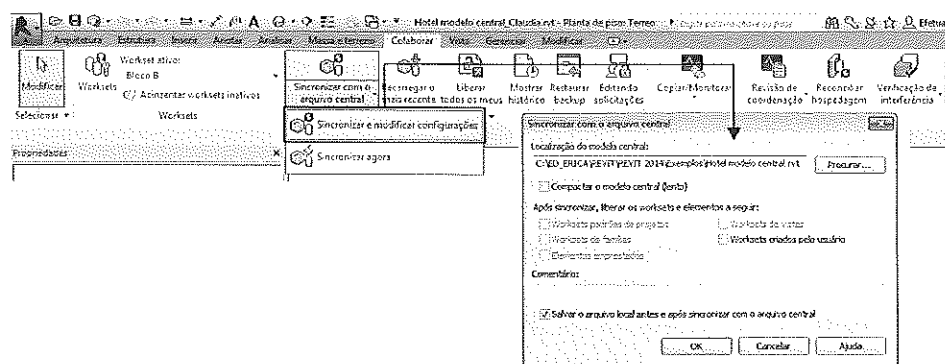 Hotel modelo central_Claudia.rvt - Planta de piso: Terreo
Efetua
Arquitetura Estrutura Inserir Anotar Analisar Massa e terreno Colaborar Vista Gerenciar Modificar
Modificar
Worksets
Workset ativo:
Bloco B
Acinzentar worksets inativos
Sincronizar com o arquivo central
Recarregar o mais recente
Liberar todos os meus
Mostrar histórico
Restaurar backup
Editando solicitações
Copiar/Monitorar
Revisão de coordenação
Reconciliar hospedagem
Verificação de interferência
Selecionar
Worksets
Sincronizar e modificar configurações
Sincronizar agora
Propriedades
Sincronizar com o arquivo central
Localização do modelo central:
Procurar...
Compactar o modelo central (lento)
Após sincronizar, liberar os worksets e elementos a seguir:
Worksets padrões de projetos
Worksets de vistas
Worksets de famílias
Worksets criados pelo usuário
Elementos emprestados
Comentário:
Salvar o arquivo local antes e após sincronizar com o arquivo central
OK Cancelar Ajuda